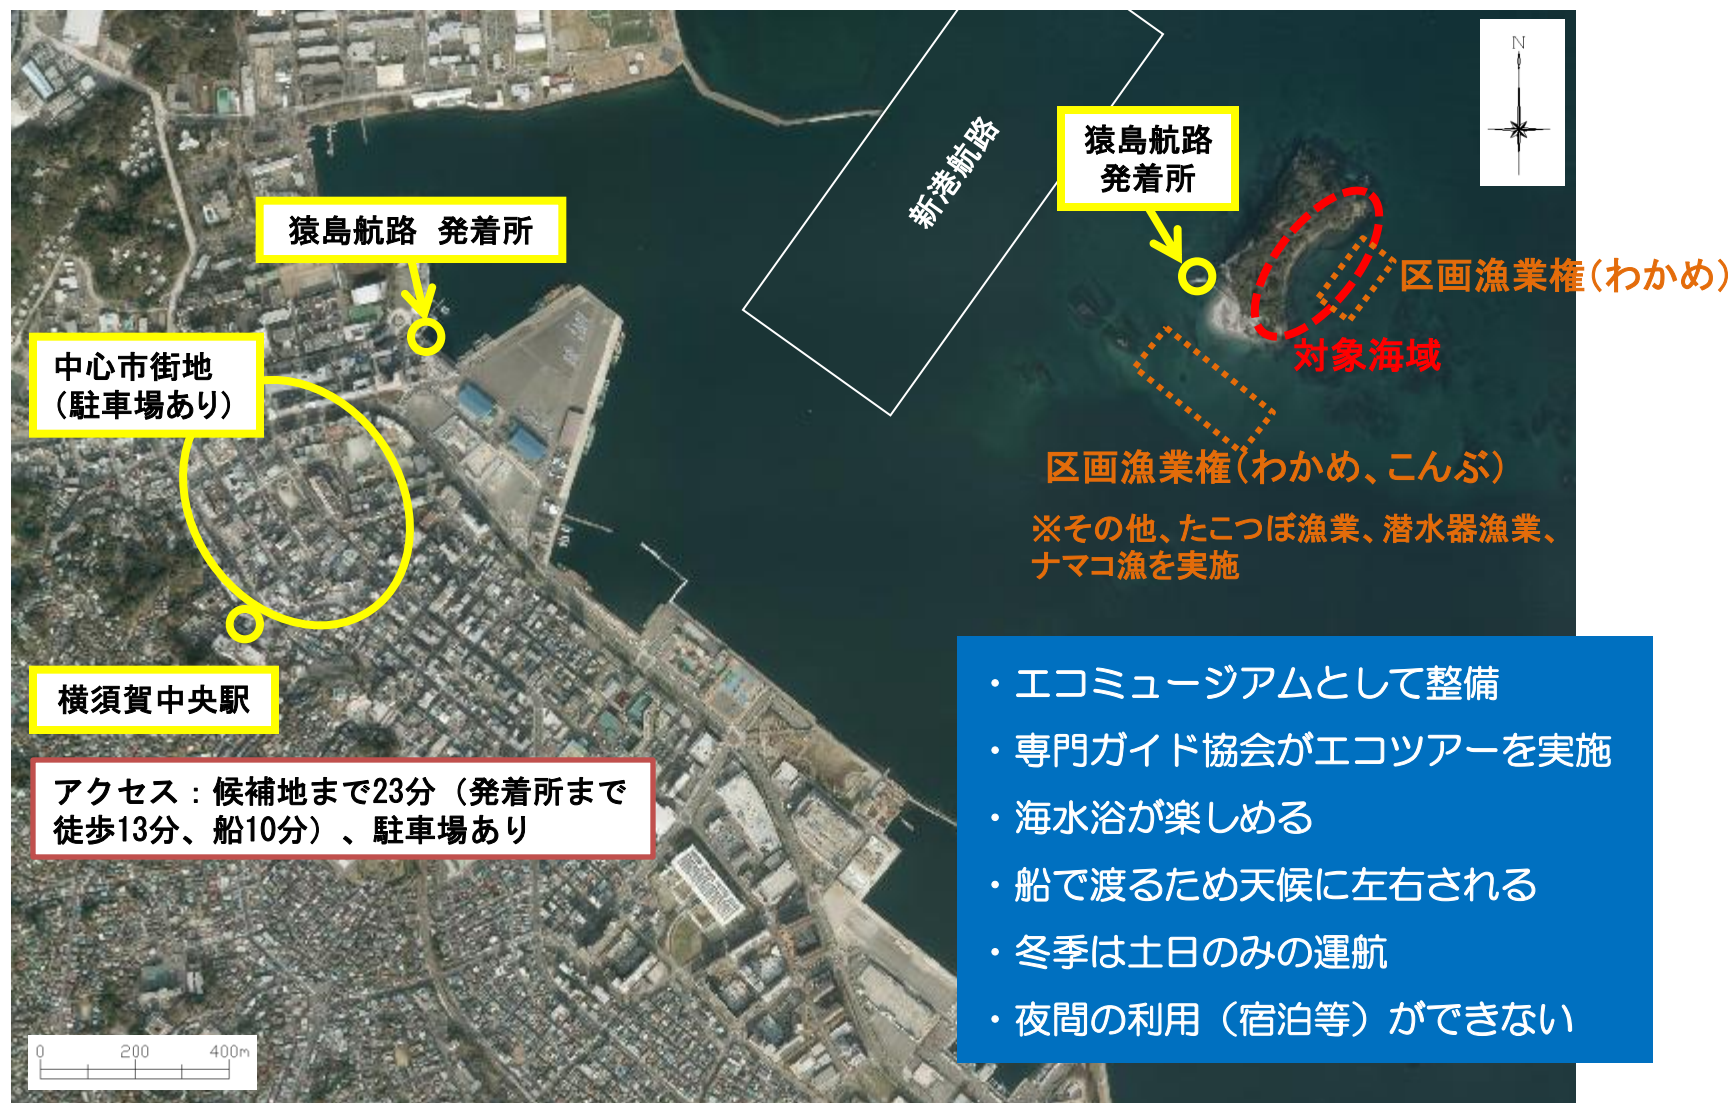 N
猿島航路
発着所
新港航路
猿島航路　発着所
区画漁業権（わかめ）
対象海域
中心市街地
（駐車場あり）
区画漁業権（わかめ、こんぶ）
※その他、たこつぼ漁業、潜水器漁業、
ナマコ漁を実施
横須賀中央駅
アクセス：候補地まで23分（発着所まで
徒歩13分、船10分）、駐車場あり
・エコミュージアムとして整備
・専門ガイド協会がエコツアーを実施
・海水浴が楽しめる
・船で渡るため天候に左右される
・冬季は土日のみの運航
・夜間の利用（宿泊等）ができない
0 200 400m